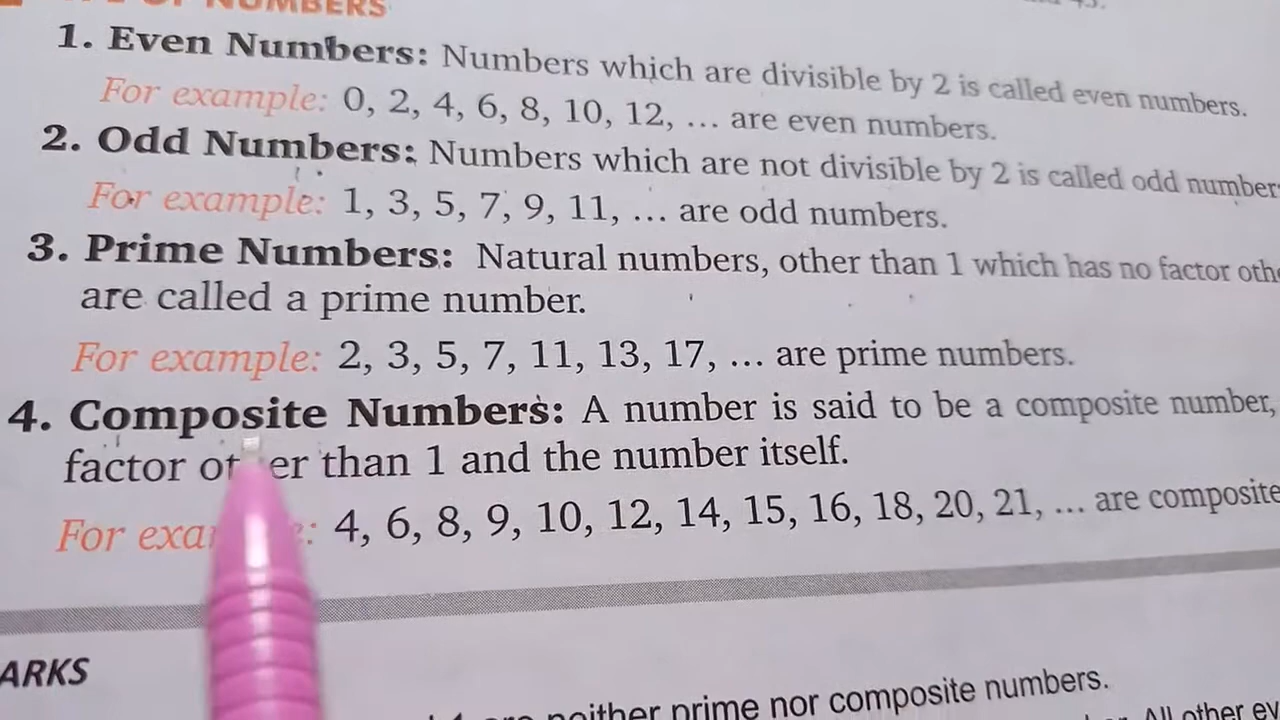 OF NUMBERS
1. Even Numbers: Numbers which are divisible by 2 is called even numbers.
For example: 0, 2, 4, 6, 8, 10, 12, ... are even numbers.
2. Odd Numbers: Numbers which are not divisible by 2 is called odd
For example: 1, 3, 5, 7, 9, 11, ... are odd numbers.
3. Prime Numbers: Natural numbers, other than 1 which has no factor
are called a prime number.
For example: 2, 3, 5, 7, 11, 13, 17, ... are prime numbers.
4. Composite Numbers: A number is said to be a composite number,
factor than 1 and the number itself.
For 4, 6, 8, 9, 10, 12, 14, 15, 16, 18, 20, 21, ... are composite
ARKS
neither prime nor composite numbers.
All other